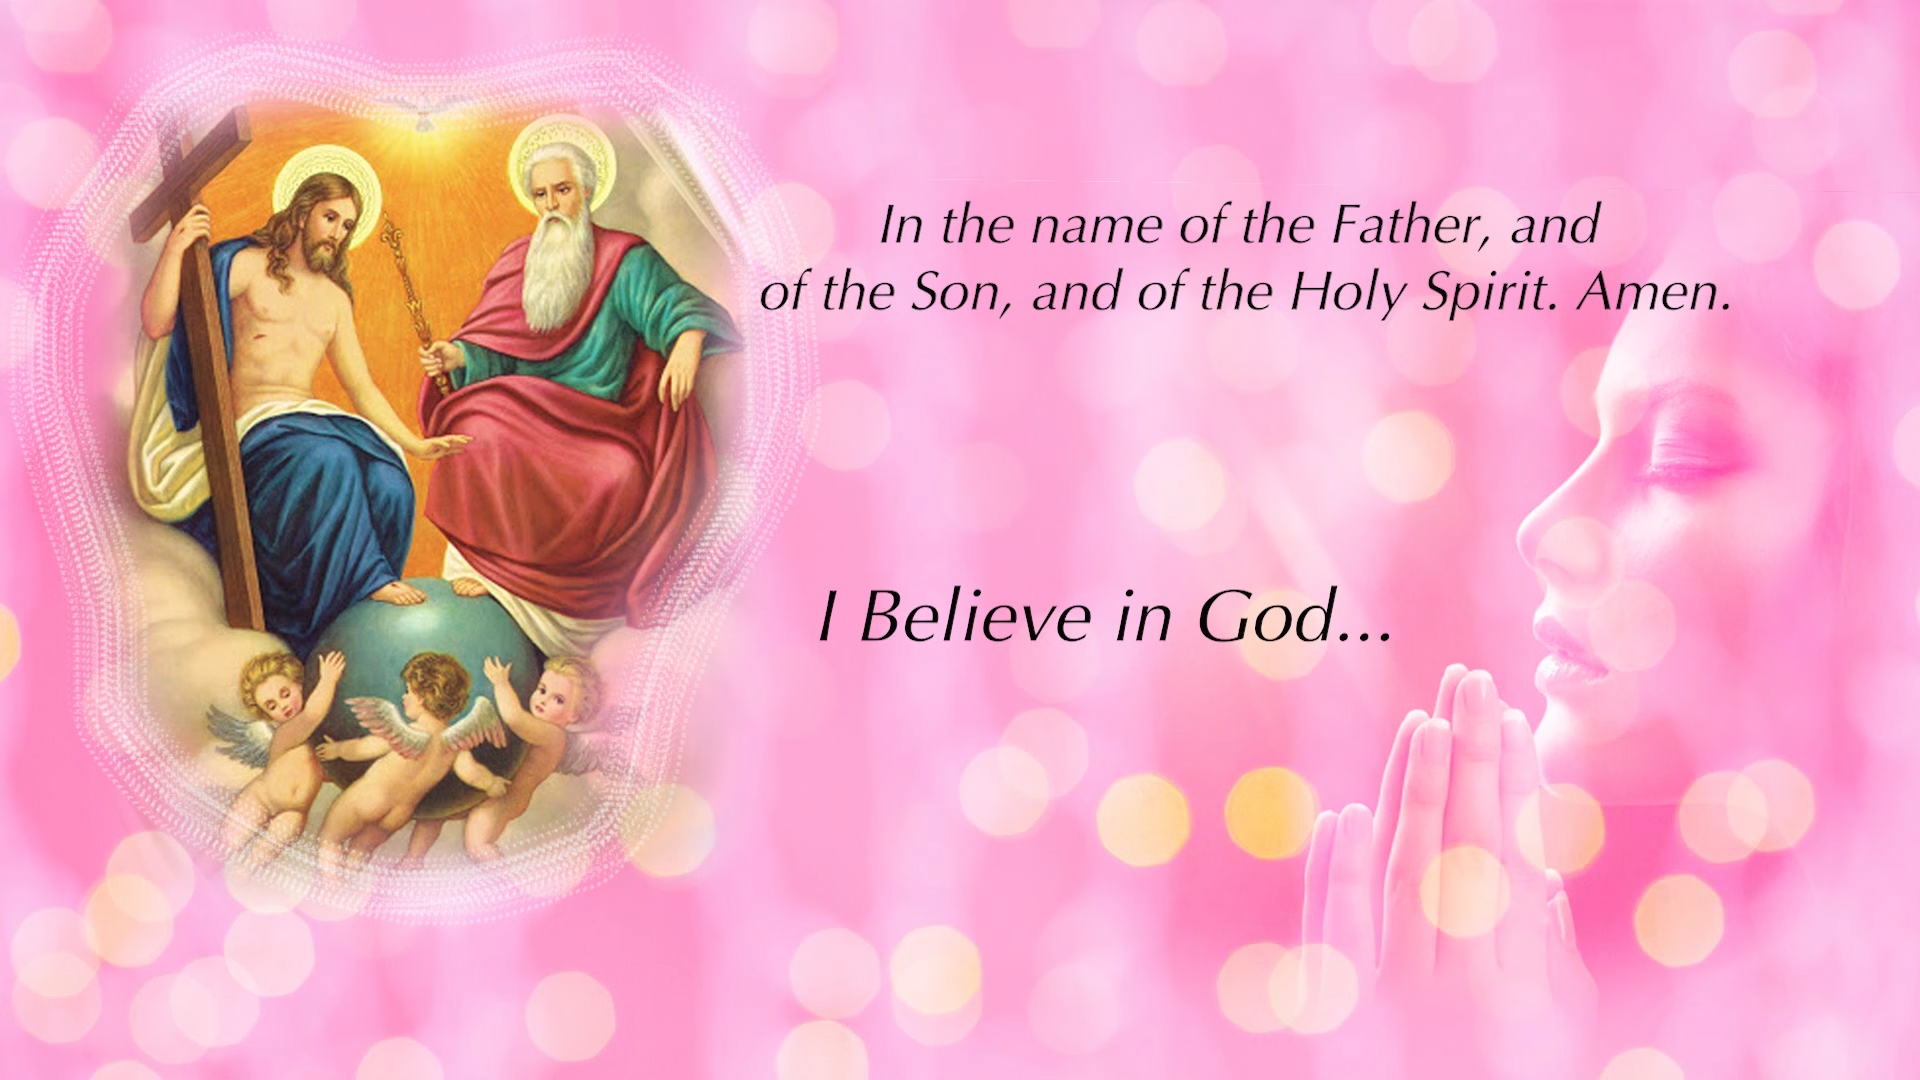 In the name of the Father, and
of the Son, and of the Holy Spirit. Amen.
I Believe in God...